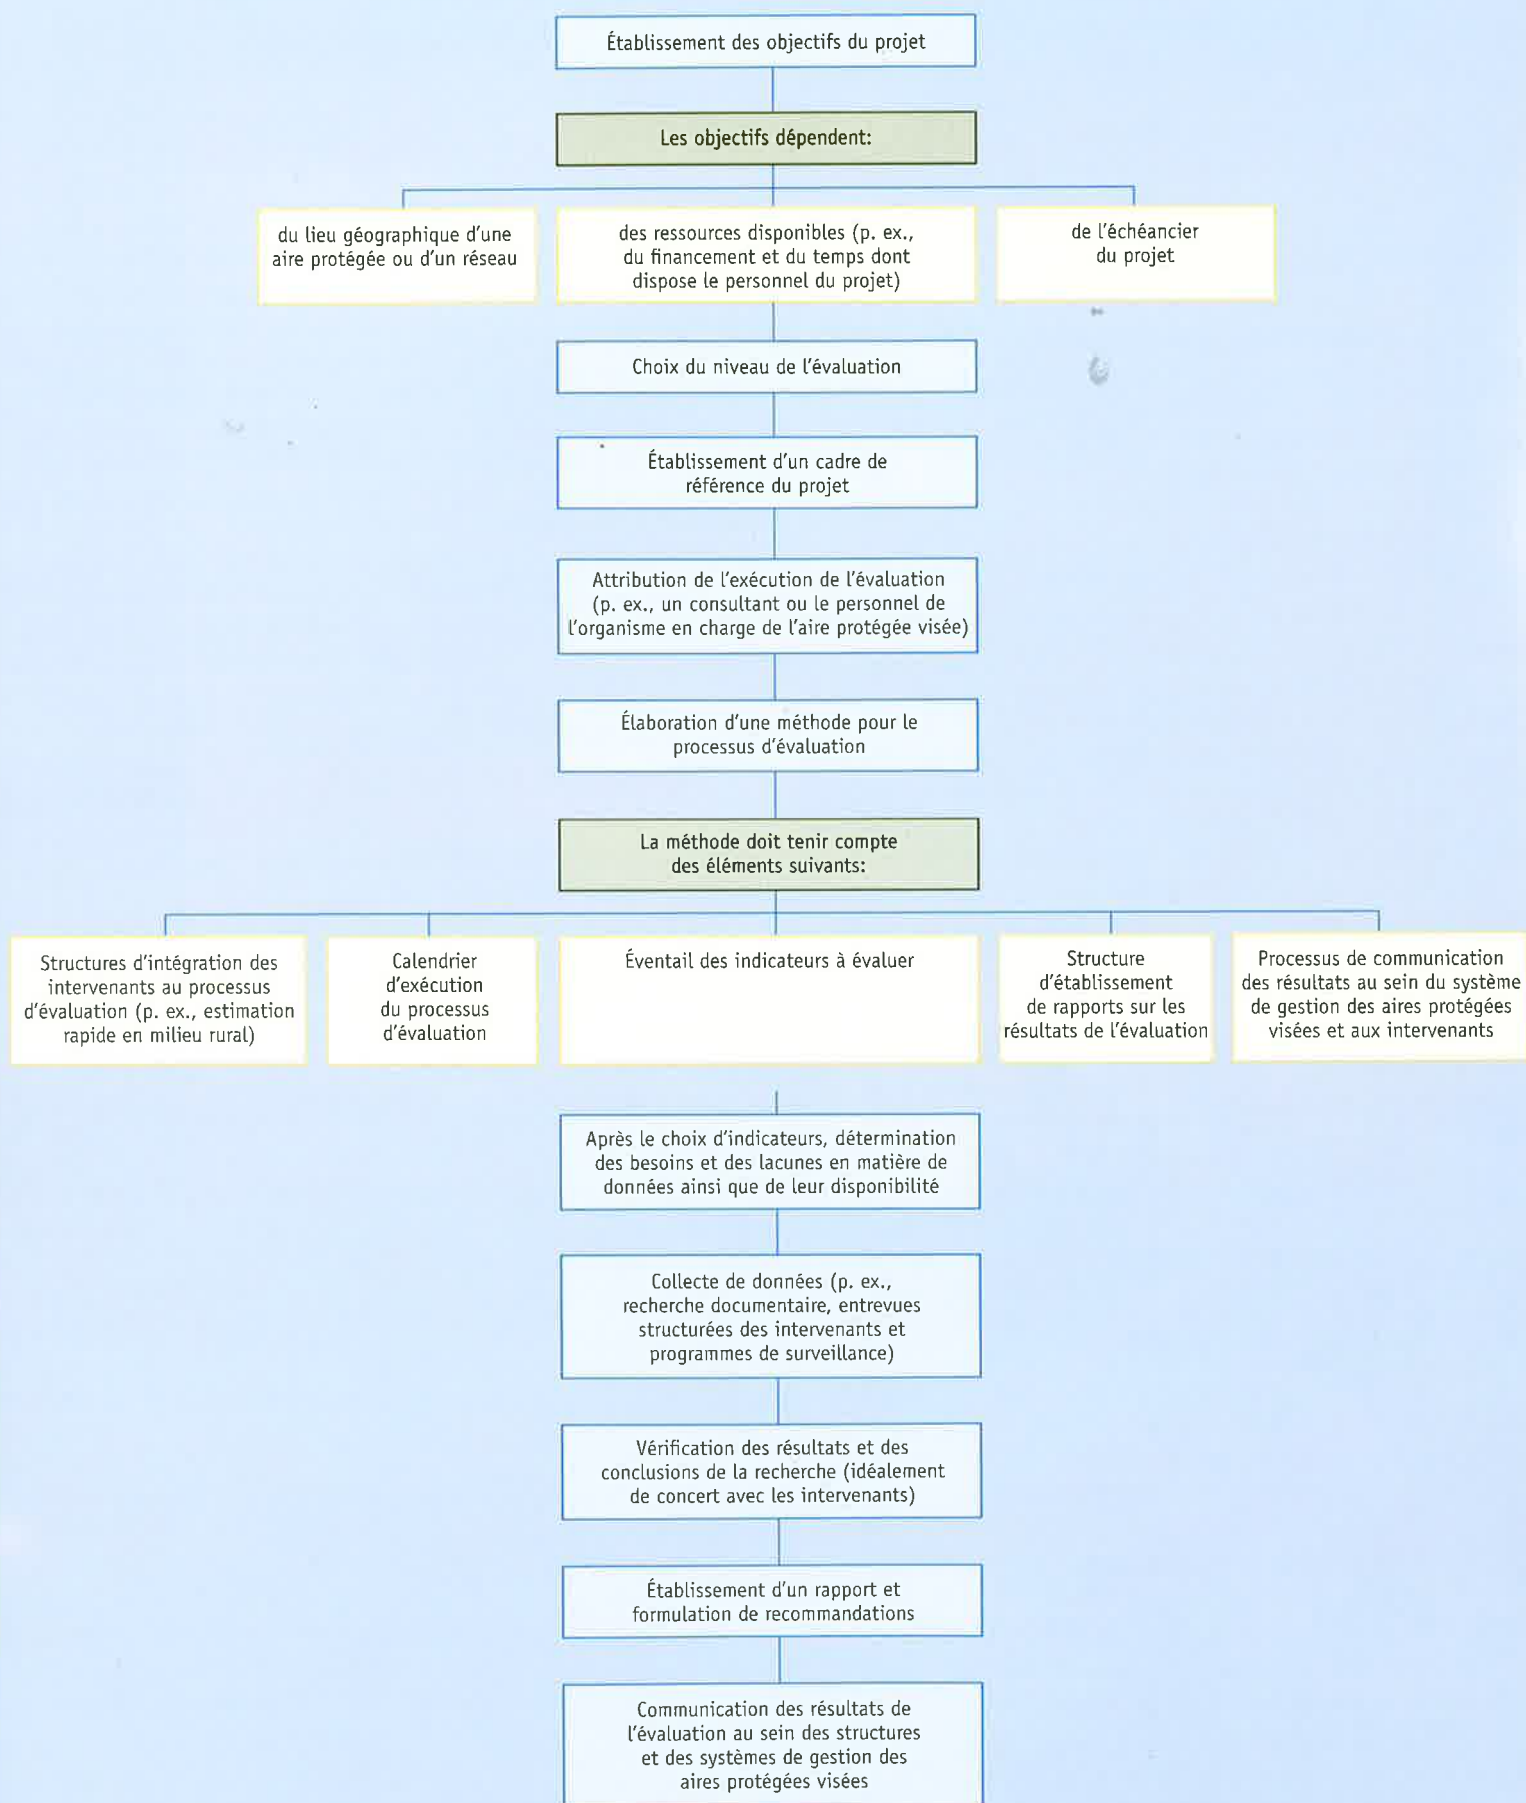 Établissement des objectifs du projet
Les objectifs dépendent:
du lieu géographique d'une
aire protégée ou d'un réseau
des ressources disponibles (p. ex.,
du financement et du temps dont
dispose le personnel du projet)
de l'échéancier
du projet
Choix du niveau de l'évaluation
Établissement d'un cadre de
référence du projet
Attribution de l'exécution de l'évaluation
(p. ex., un consultant ou le personnel de
l'organisme en charge de l'aire protégée visée)
Élaboration d'une méthode pour le
processus d'évaluation
La méthode doit tenir compte
des éléments suivants:
Structures d'intégration des
intervenants au processus
d'évaluation (p. ex., estimation
rapide en milieu rural)
Calendrier
d'exécution
du processus
d'évaluation
Éventail des indicateurs à évaluer
Structure
d'établissement
de rapports sur les
résultats de l'évaluation
Processus de communication
des résultats au sein du système
de gestion des aires protégées
visées et aux intervenants
Après le choix d'indicateurs, détermination
des besoins et des lacunes en matière de
données ainsi que de leur disponibilité
Collecte de données (p. ex.,
recherche documentaire, entrevues
structurées des intervenants et
programmes de surveillance)
Vérification des résultats et des
conclusions de la recherche (idéalement
de concert avec les intervenants)
Établissement d'un rapport et
formulation de recommandations
Communication des résultats de
l'évaluation au sein des structures
et des systèmes de gestion des
aires protégées visées